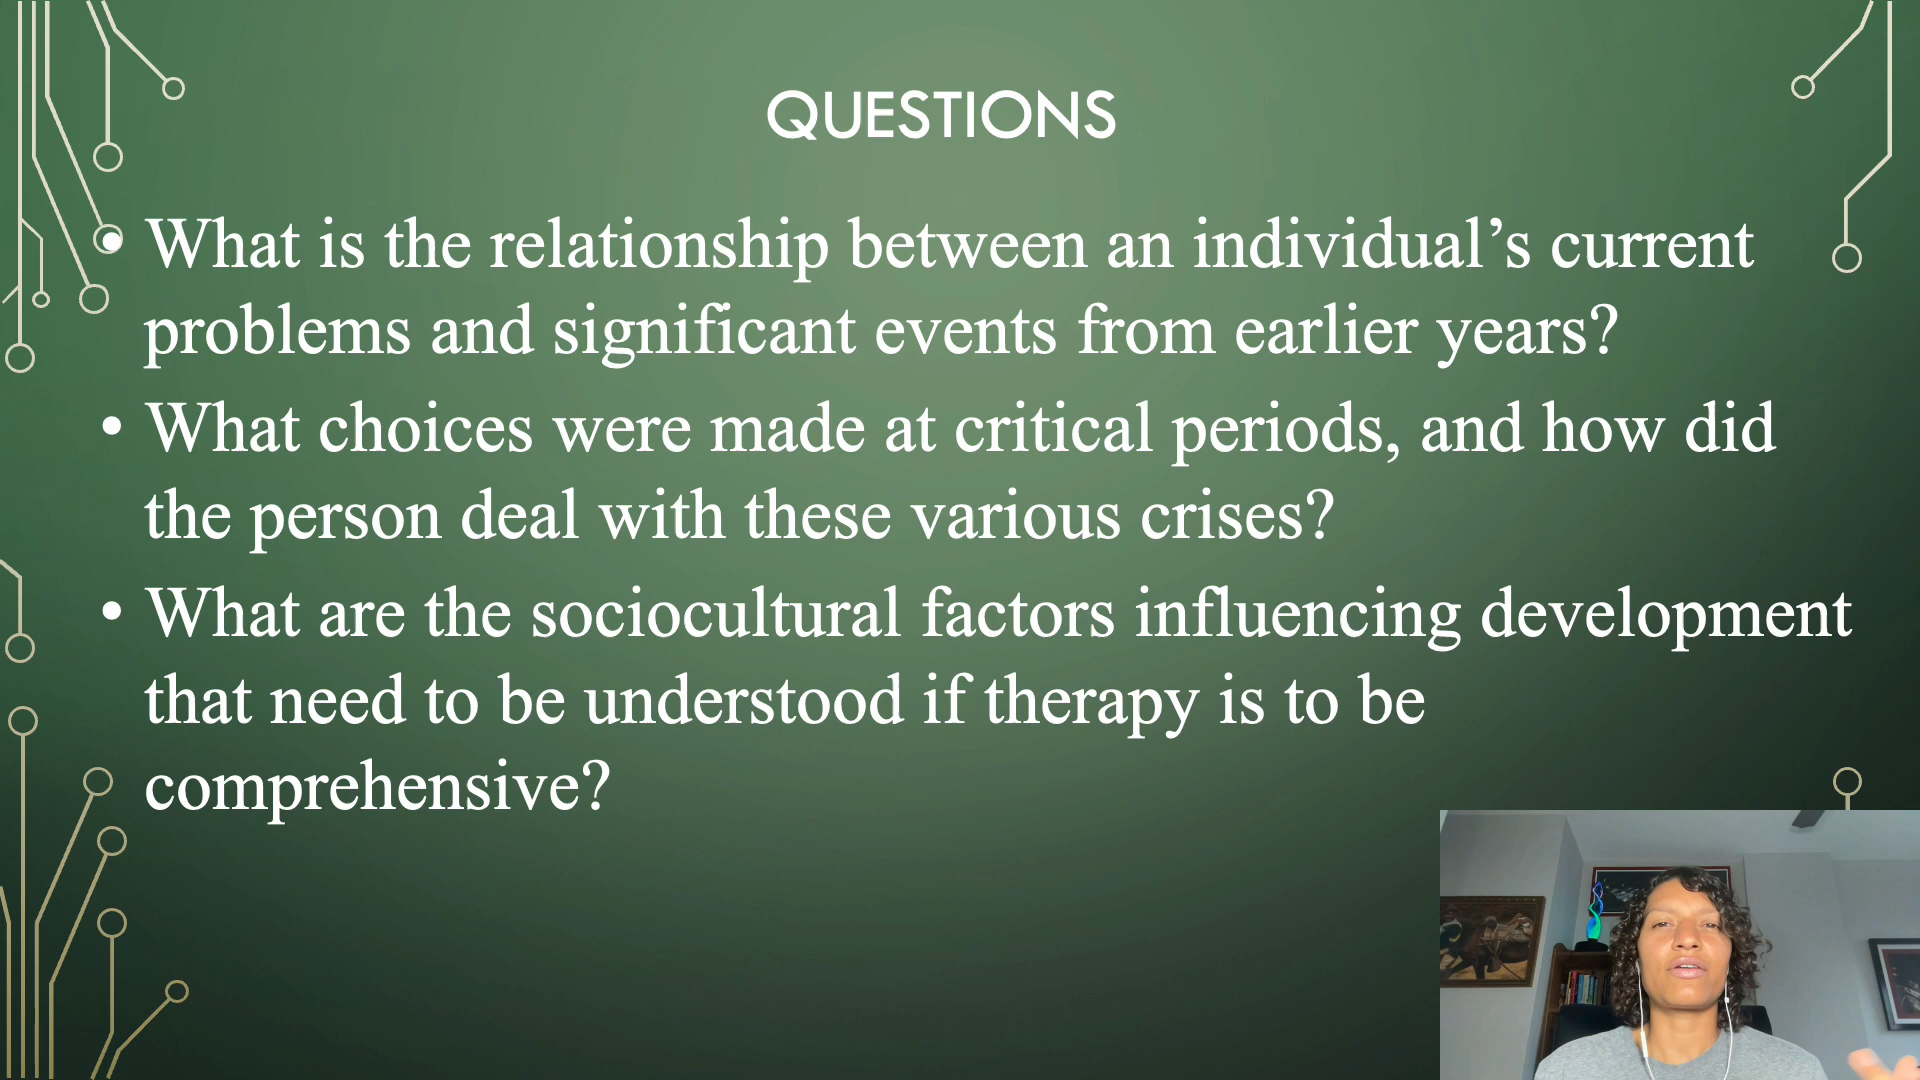 QUESTIONS
• What is the relationship between an individual’s current
problems and significant events from earlier years?
• What choices were made at critical periods, and how did
the person deal with these various crises?
• What are the sociocultural factors influencing development
that need to be understood if therapy is to be
comprehensive?